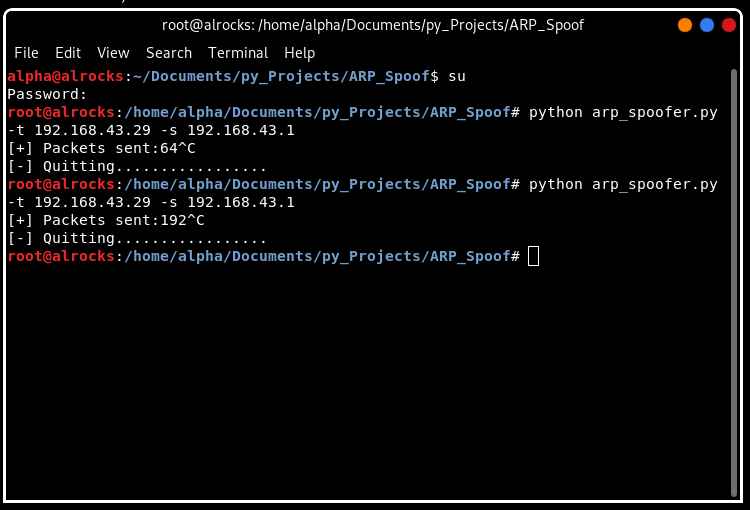 root@alrocks: /home/alpha/Documents/py_Projects/ARP_Spoof
File Edit View Search Terminal Help
alpha@alrocks:~/Documents/py_Projects/ARP_Spoof$ su
Password:
root@alrocks:/home/alpha/Documents/py_Projects/ARP_Spoof# python arp_spoofer.py
-t 192.168.43.29 -s 192.168.43.1
[+] Packets sent:64^C
[-] Quitting.................
root@alrocks:/home/alpha/Documents/py_Projects/ARP_Spoof# python arp_spoofer.py
-t 192.168.43.29 -s 192.168.43.1
[+] Packets sent:192^C
[-] Quitting.................
root@alrocks:/home/alpha/Documents/py_Projects/ARP_Spoof#